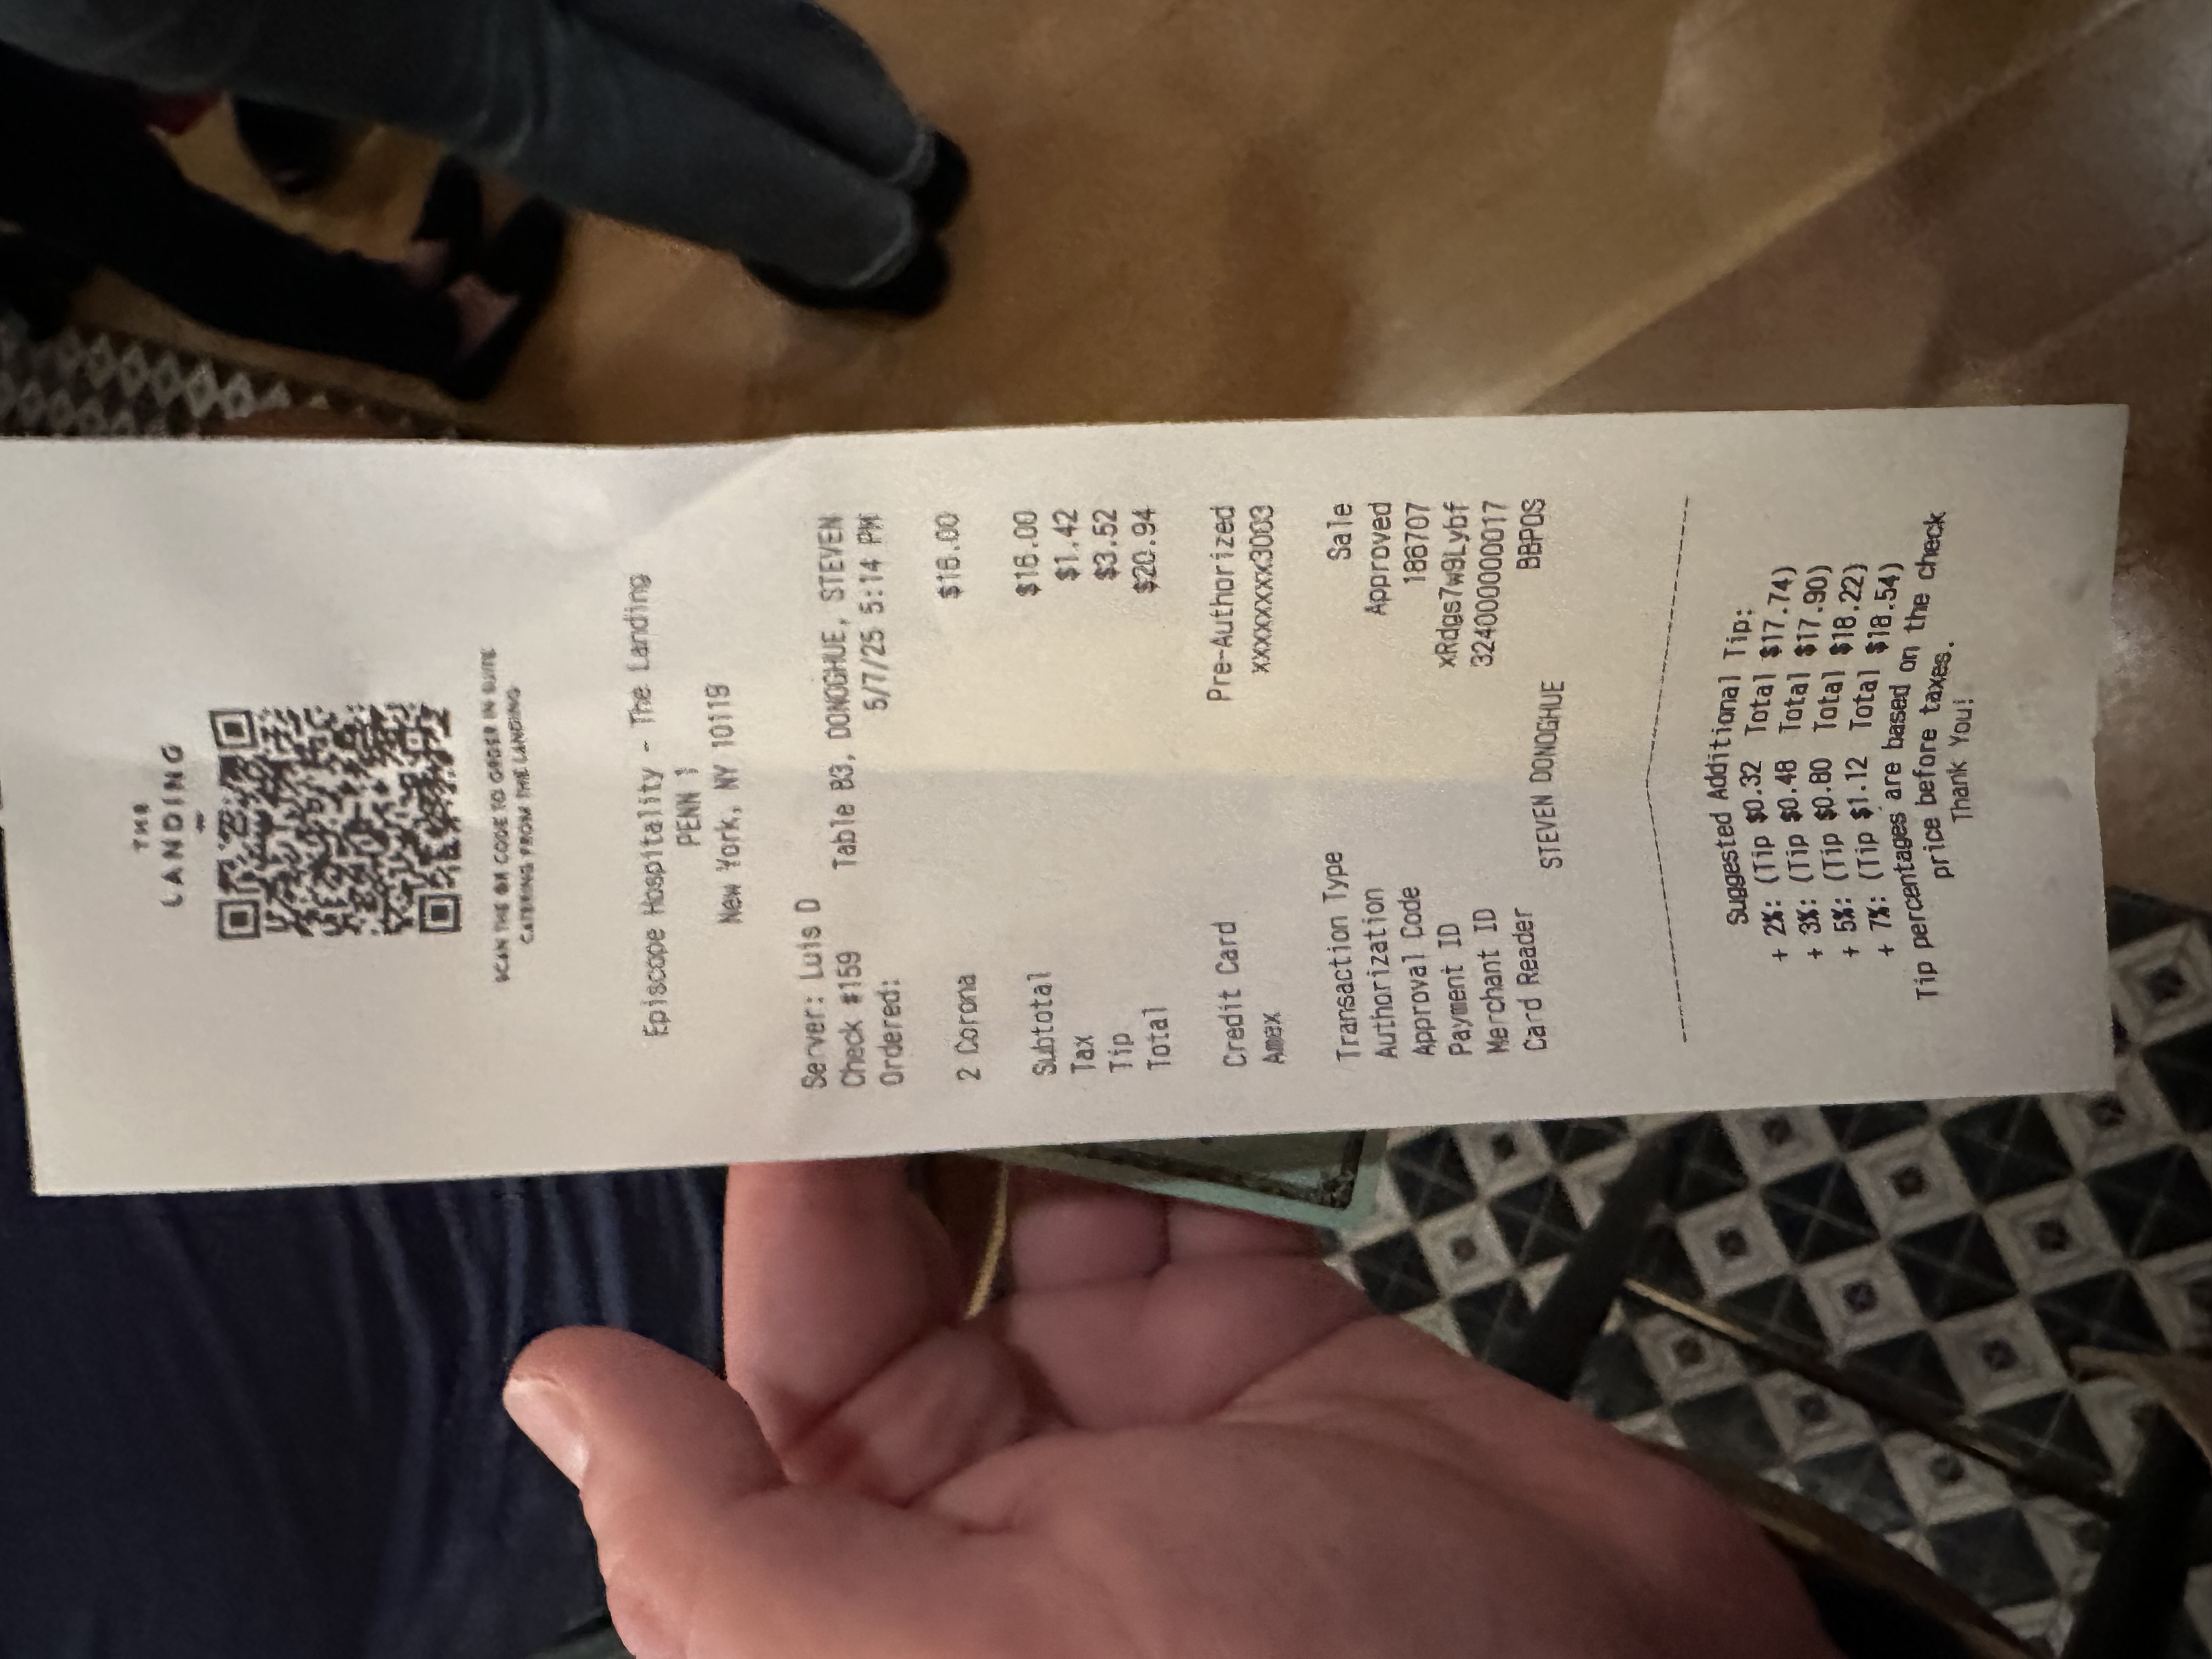 THE
LANDING
SCAN THE QR CODE TO ORDER IN SUITE
CATERING FROM THE LANDING
Episcope Hospitality - The Landing
PENN 1
New York, NY 10119
Server: Luis D
Check #159 Table B3, DONOGHUE, STEVEN
Ordered: 5/7/25 5:14 PM
2 Corona $16.00
Subtotal $16.00
Tax $1.42
Tip $3.52
Total $20.94
Credit Card Pre-Authorized
Amex xxxxxxxx3003
Transaction Type Sale
Authorization Approved
Approval Code 186707
Payment ID xRdgs7w9Lybf
Merchant ID 324000000017
Card Reader BBPOS
STEVEN DONOGHUE
Suggested Additional Tip:
+ 2%: (Tip $0.32 Total $17.74)
+ 3%: (Tip $0.48 Total $17.90)
+ 5%: (Tip $0.80 Total $18.22)
+ 7%: (Tip $1.12 Total $18.54)
Tip percentages are based on the check
price before taxes.
Thank You!